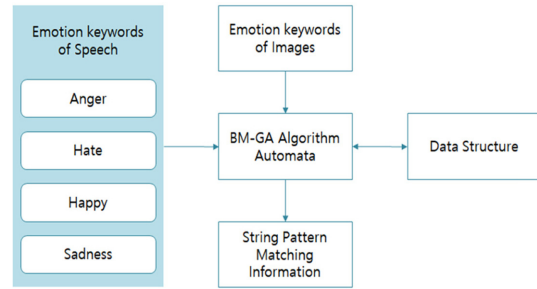 Emotion keywords
of Speech
Anger
Hate
Happy
Sadness
Emotion keywords
of Images
BM-GA Algorithm
Automata
Data Structure
String Pattern
Matching
Information